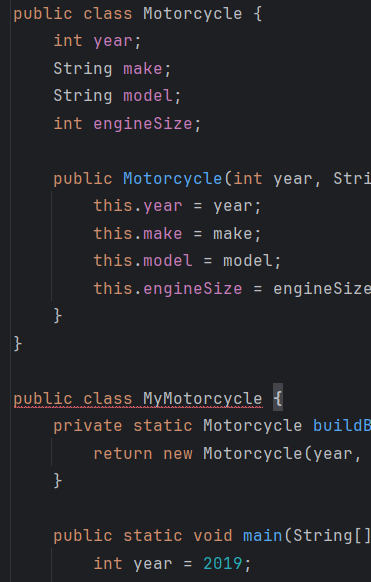 public class Motorcycle {
    int year;
    String make;
    String model;
    int engineSize;

    public Motorcycle(int year, Stri
        this.year = year;
        this.make = make;
        this.model = model;
        this.engineSize = engineSize
    }
}

public class MyMotorcycle {
    private static Motorcycle buildB
        return new Motorcycle(year,
    }

    public static void main(String[]
        int year = 2019;